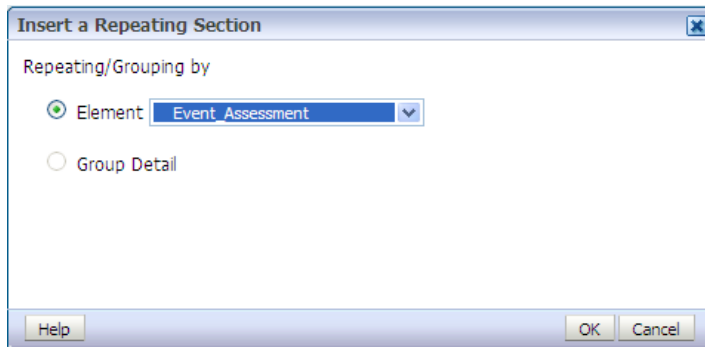 Insert a Repeating Section
Repeating/Grouping by
Element Event_Assessment
Group Detail
Help OK Cancel